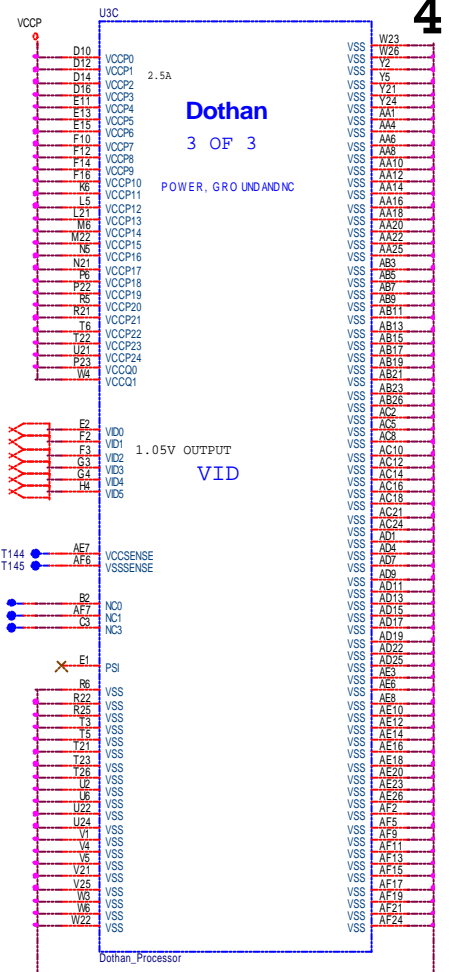 4
U3C
VCCP
D10 VCCP0
D12 VCCP1
D14 VCCP2
D16 VCCP3
E11 VCCP4
E13 VCCP5
E15 VCCP6
F10 VCCP7
F12 VCCP8
F14 VCCP9
F16 VCCP10
K6 VCCP11
L5 VCCP12
L21 VCCP13
M6 VCCP14
M22 VCCP15
N5 VCCP16
N21 VCCP17
P6 VCCP18
P22 VCCP19
R5 VCCP20
R21 VCCP21
T6 VCCP22
T22 VCCP23
U21 VCCP24
P23 VCCQ0
W4 VCCQ1
2.5A
Dothan
3 OF 3
POWER, GROUNDANDNC
E2 VID0
F2 VID1
F3 VID2
G3 VID3
G4 VID4
H4 VID5
1.05V OUTPUT
VID
T144 AE7 VCCSENSE
T145 AF6 VSSSENSE
B2 NC0
AF7 NC1
C3 NC3
E1 PSI
R6 VSS
R22 VSS
R25 VSS
T3 VSS
T5 VSS
T21 VSS
T23 VSS
T26 VSS
U2 VSS
U6 VSS
U22 VSS
U24 VSS
V1 VSS
V4 VSS
V5 VSS
V21 VSS
V25 VSS
W3 VSS
W6 VSS
W22 VSS
VSS W23
VSS W26
VSS Y2
VSS Y5
VSS Y21
VSS Y24
VSS AA1
VSS AA4
VSS AA6
VSS AA8
VSS AA10
VSS AA12
VSS AA14
VSS AA16
VSS AA18
VSS AA20
VSS AA22
VSS AA25
VSS AB3
VSS AB5
VSS AB7
VSS AB9
VSS AB11
VSS AB13
VSS AB15
VSS AB17
VSS AB19
VSS AB21
VSS AB23
VSS AB26
VSS AC2
VSS AC5
VSS AC8
VSS AC10
VSS AC12
VSS AC14
VSS AC16
VSS AC18
VSS AC21
VSS AC24
VSS AD1
VSS AD4
VSS AD7
VSS AD9
VSS AD11
VSS AD13
VSS AD15
VSS AD17
VSS AD19
VSS AD22
VSS AD25
VSS AE3
VSS AE6
VSS AE8
VSS AE10
VSS AE12
VSS AE14
VSS AE16
VSS AE18
VSS AE20
VSS AE23
VSS AE26
VSS AF2
VSS AF5
VSS AF9
VSS AF11
VSS AF13
VSS AF15
VSS AF17
VSS AF19
VSS AF21
VSS AF24
Dothan_Processor